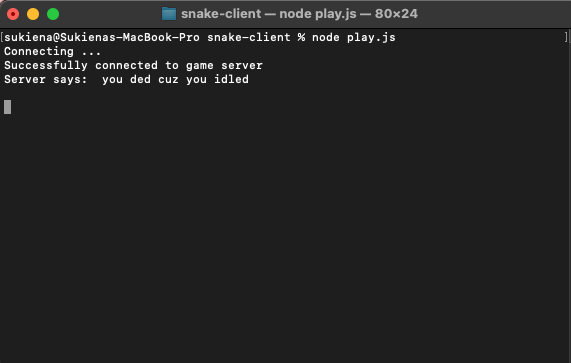 snake-client — node play.js — 80×24
[sukiena@Sukienas-MacBook-Pro snake-client % node play.js ]
Connecting ...
Successfully connected to game server
Server says:  you ded cuz you idled